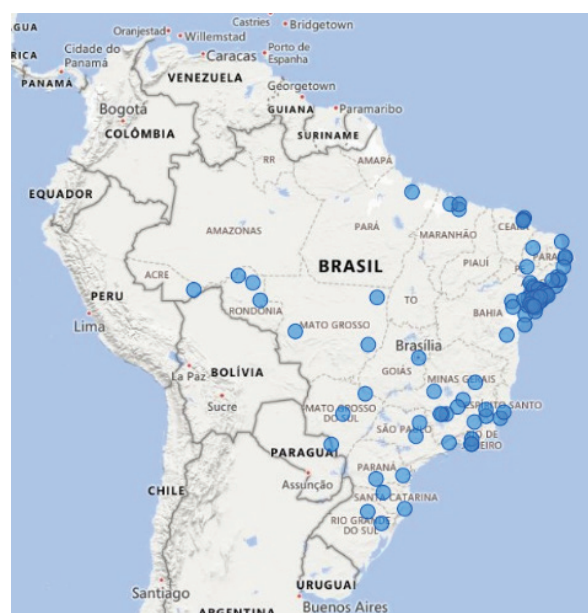 AGUA
RICA
Cidade do
Panamá
PANAMÁ
Oranjestad
Castries
Bridgetown
Willemstad
Caracas
Porto de
Espanha
VENEZUELA
Georgetown
GUIANA
Paramaribo
SURINAME
Bogotá
COLÔMBIA
RR
AMAPÁ
EQUADOR
AMAZONAS
PARÁ
MARANHÃO
CEARÁ
PIAUÍ
BRASIL
ACRE
PERU
Lima
RONDÔNIA
TO
MATO GROSSO
BAHIA
Brasília
BOLÍVIA
La Paz
Sucre
GOIÁS
MINAS GERAIS
ESPÍRITO SANTO
MATO GROSSO
DO SUL
SÃO PAULO
RIO DE
JANEIRO
PARAGUAI
Assunção
PARANÁ
CHILE
SANTA CATARINA
RIO GRANDE
DO SUL
URUGUAI
Santiago
Buenos Aires
ARGENTINA